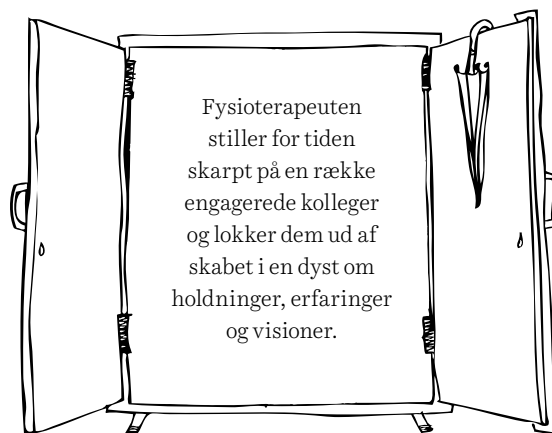 Fysioterapeuten
stiller for tiden
skarpt på en række
engagerede kolleger
og lokker dem ud af
skabet i en dyst om
holdninger, erfaringer
og visioner.